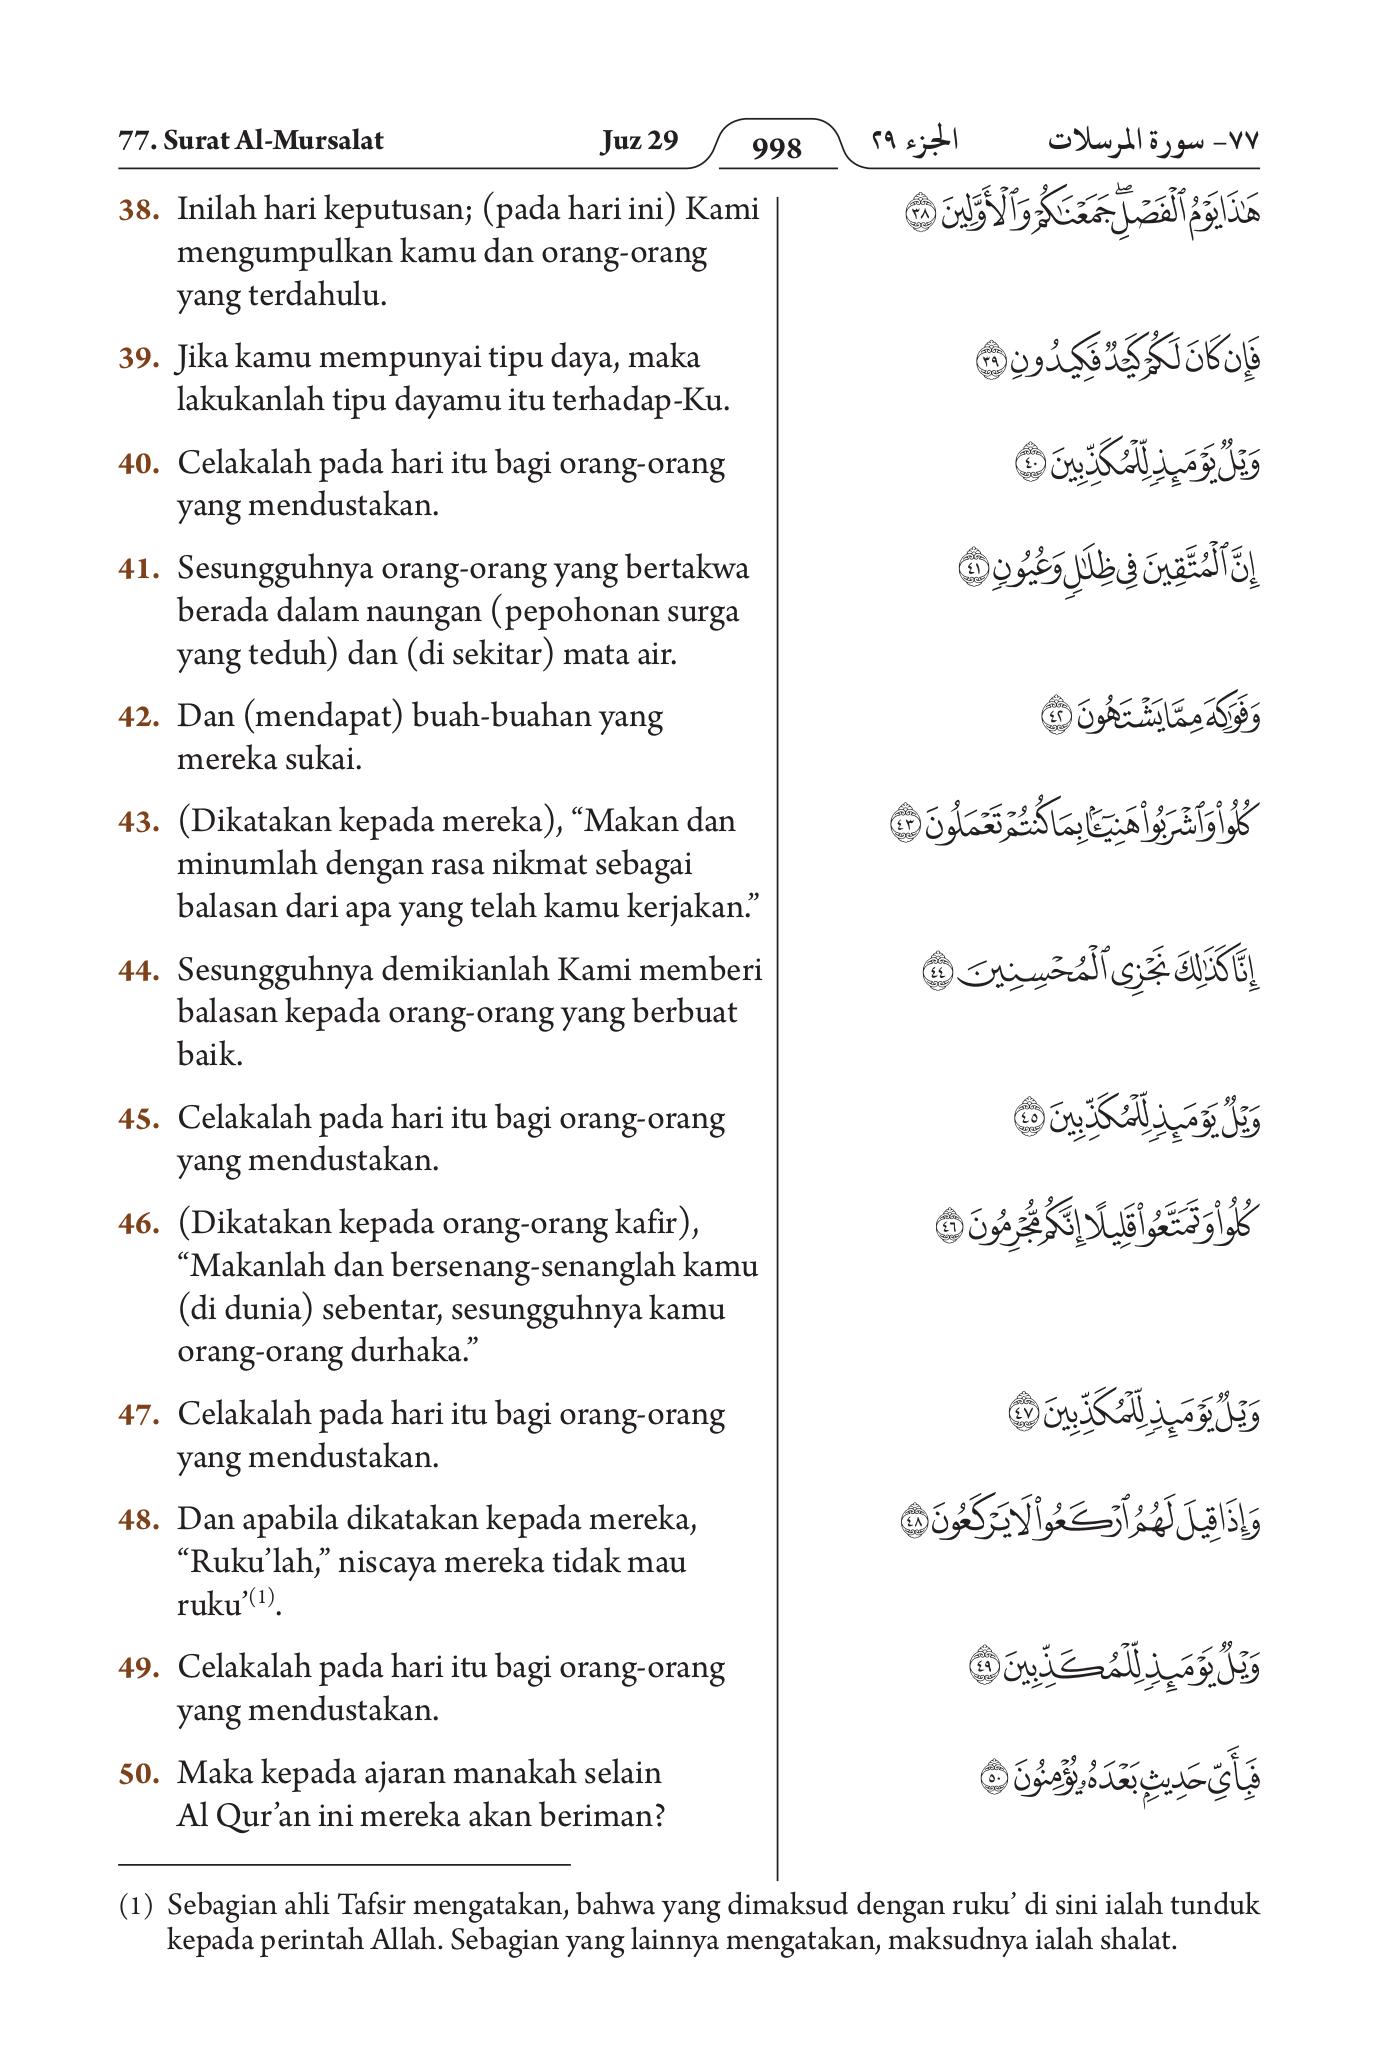 77. Surat Al-Mursalat Juz 29 998 الجزء ٢٩ ٧٧- سورة المرسلات
38. Inilah hari keputusan; (pada hari ini) Kami
mengumpulkan kamu dan orang-orang
yang terdahulu.
39. Jika kamu mempunyai tipu daya, maka
lakukanlah tipu dayamu itu terhadap-Ku.
40. Celakalah pada hari itu bagi orang-orang
yang mendustakan.
41. Sesungguhnya orang-orang yang bertakwa
berada dalam naungan (pepohonan surga
yang teduh) dan (di sekitar) mata air.
42. Dan (mendapat) buah-buahan yang
mereka sukai.
43. (Dikatakan kepada mereka), “Makan dan
minumlah dengan rasa nikmat sebagai
balasan dari apa yang telah kamu kerjakan.”
44. Sesungguhnya demikianlah Kami memberi
balasan kepada orang-orang yang berbuat
baik.
45. Celakalah pada hari itu bagi orang-orang
yang mendustakan.
46. (Dikatakan kepada orang-orang kafir),
“Makanlah dan bersenang-senanglah kamu
(di dunia) sebentar, sesungguhnya kamu
orang-orang durhaka.”
47. Celakalah pada hari itu bagi orang-orang
yang mendustakan.
48. Dan apabila dikatakan kepada mereka,
“Ruku’lah,” niscaya mereka tidak mau
ruku’(1).
49. Celakalah pada hari itu bagi orang-orang
yang mendustakan.
50. Maka kepada ajaran manakah selain
Al Qur’an ini mereka akan beriman?
هَٰذَا يَوْمُ ٱلْفَصْلِۖ جَمَعْنَٰكُمْ وَٱلْأَوَّلِينَ ٣٨
فَإِن كَانَ لَكُمْ كَيْدٌ فَكِيدُونِ ٣٩
وَيْلٌ يَوْمَئِذٍ لِّلْمُكَذِّبِينَ ٤٠
إِنَّ ٱلْمُتَّقِينَ فِى ظِلَٰلٍ وَعُيُونٍ ٤١
وَفَوَٰكِهَ مِمَّا يَشْتَهُونَ ٤٢
كُلُوا۟ وَٱشْرَبُوا۟ هَنِيٓـًٔۢا بِمَا كُنتُمْ تَعْمَلُونَ ٤٣
إِنَّا كَذَٰلِكَ نَجْزِى ٱلْمُحْسِنِينَ ٤٤
وَيْلٌ يَوْمَئِذٍ لِّلْمُكَذِّبِينَ ٤٥
كُلُوا۟ وَتَمَتَّعُوا۟ قَلِيلًا إِنَّكُم مُّجْرِمُونَ ٤٦
وَيْلٌ يَوْمَئِذٍ لِّلْمُكَذِّبِينَ ٤٧
وَإِذَا قِيلَ لَهُمُ ٱرْكَعُوا۟ لَا يَرْكَعُونَ ٤٨
وَيْلٌ يَوْمَئِذٍ لِّلْمُكَذِّبِينَ ٤٩
فَبِأَىِّ حَدِيثٍۭ بَعْدَهُۥ يُؤْمِنُونَ ٥٠
(1) Sebagian ahli Tafsir mengatakan, bahwa yang dimaksud dengan ruku’ di sini ialah tunduk
kepada perintah Allah. Sebagian yang lainnya mengatakan, maksudnya ialah shalat.